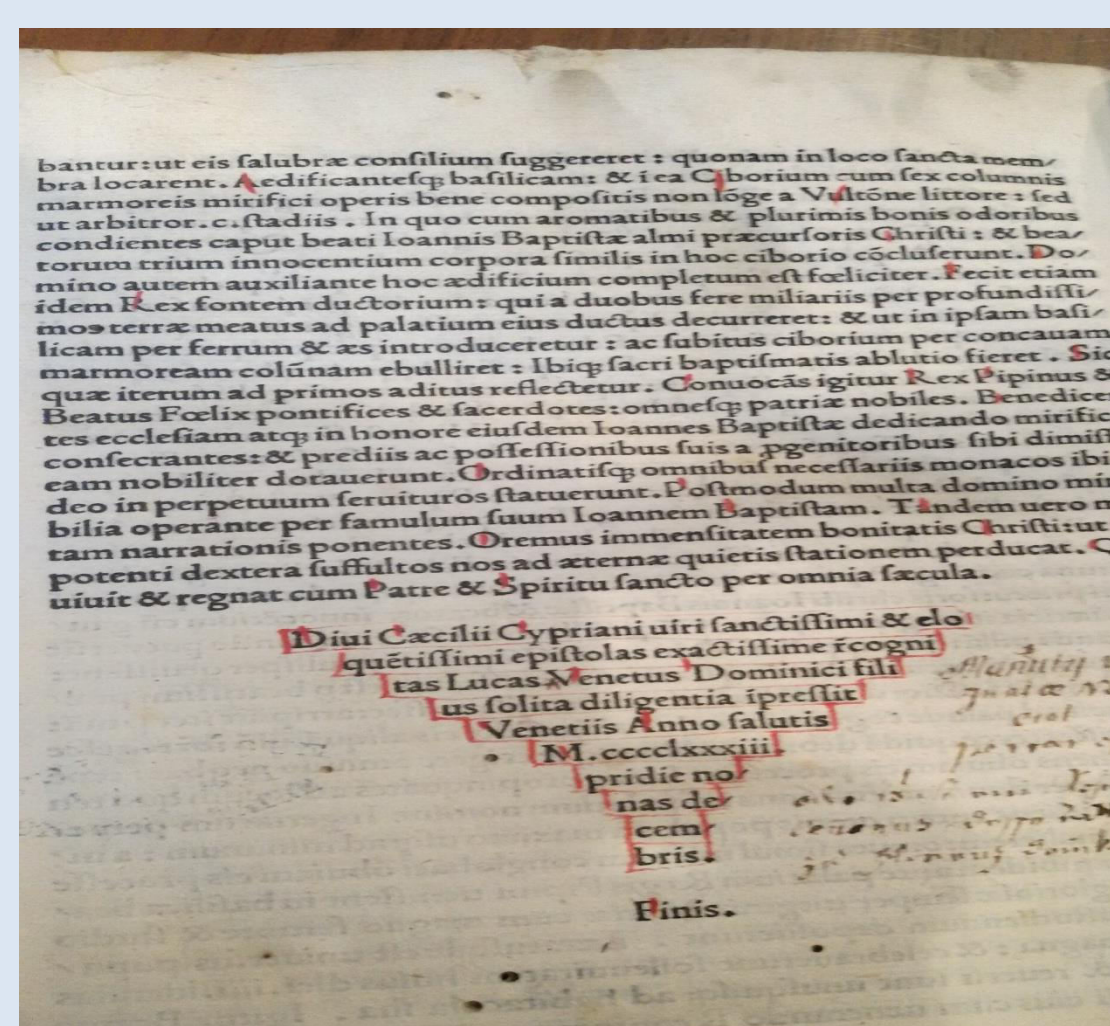 bantur:ut eis ſalubræ conſilium ſuggereret : quonam in loco ſancta mem/
bra locarent. Aedificanteſqꝫ baſilicam: & i ea Ciborium cum ſex columnis
marmoreis mirifici operis bene compoſitis non lōge a Vultōne littore : ſed
ut arbitror.c.ſtadiis . In quo cum aromatibus & plurimis bonis odoribus
condientes caput beati Ioannis Baptiſtæ almi præcurſoris Chriſti : & bea/
torum trium innocentium corpora ſimilis in hoc ciborio cōcluſerunt. Do/
mino autem auxiliante hoc ædificium completum eſt fœliciter. Fecit etiam
idem Rex fontem ductorium: qui a duobus fere miliariis per profundiſſi/
mos terræ meatus ad palatium eius ductus decurreret: & ut in ipſam baſi/
licam per ferrum & æs introduceretur : ac ſubitus ciborium per concauam
marmoream colūnam ebulliret : Ibiqꝫ ſacri baptiſmatis ablutio fieret . Sic
quæ iterum ad primos aditus reflectetur. Conuocās igitur Rex Pipinus &
Beatus Fœlix pontifices & ſacerdotes:omneſqꝫ patriæ nobiles. Benedicen
tes eccleſiam atqꝫ in honore eiuſdem Ioannes Baptiſtæ dedicando mirific
conſecrantes:& prediis ac poſſeſſionibus ſuis a ꝓgenitoribus ſibi dimiſſ
eam nobiliter dotauerunt. Ordinatiſqꝫ omnibuſ neceſſariis monacos ibi
deo in perpetuum ſeruituros ſtatuerunt. Poſtmodum multa domino mir
bilia operante per famulum ſuum Ioannem Baptiſtam. Tandem uero m
tam narrationis ponentes. Oremus immenſitatem bonitatis Chriſti:ut
potenti dextera ſuffultos nos ad æternæ quietis ſtationem perducat. Q
uiuit & regnat cum Patre & Spiritu ſancto per omnia ſæcula.
Diui Cæcilii Cypriani uiri ſanctiſſimi & elo
quētiſſimi epiſtolas exactiſſime r̄cogni
tas Lucas Venetus Dominici fili
us ſolita diligentia ipreſſit
Venetiis Anno ſalutis
M.cccclxxxiii.
pridie no
nas de
cem
bris.
Finis.